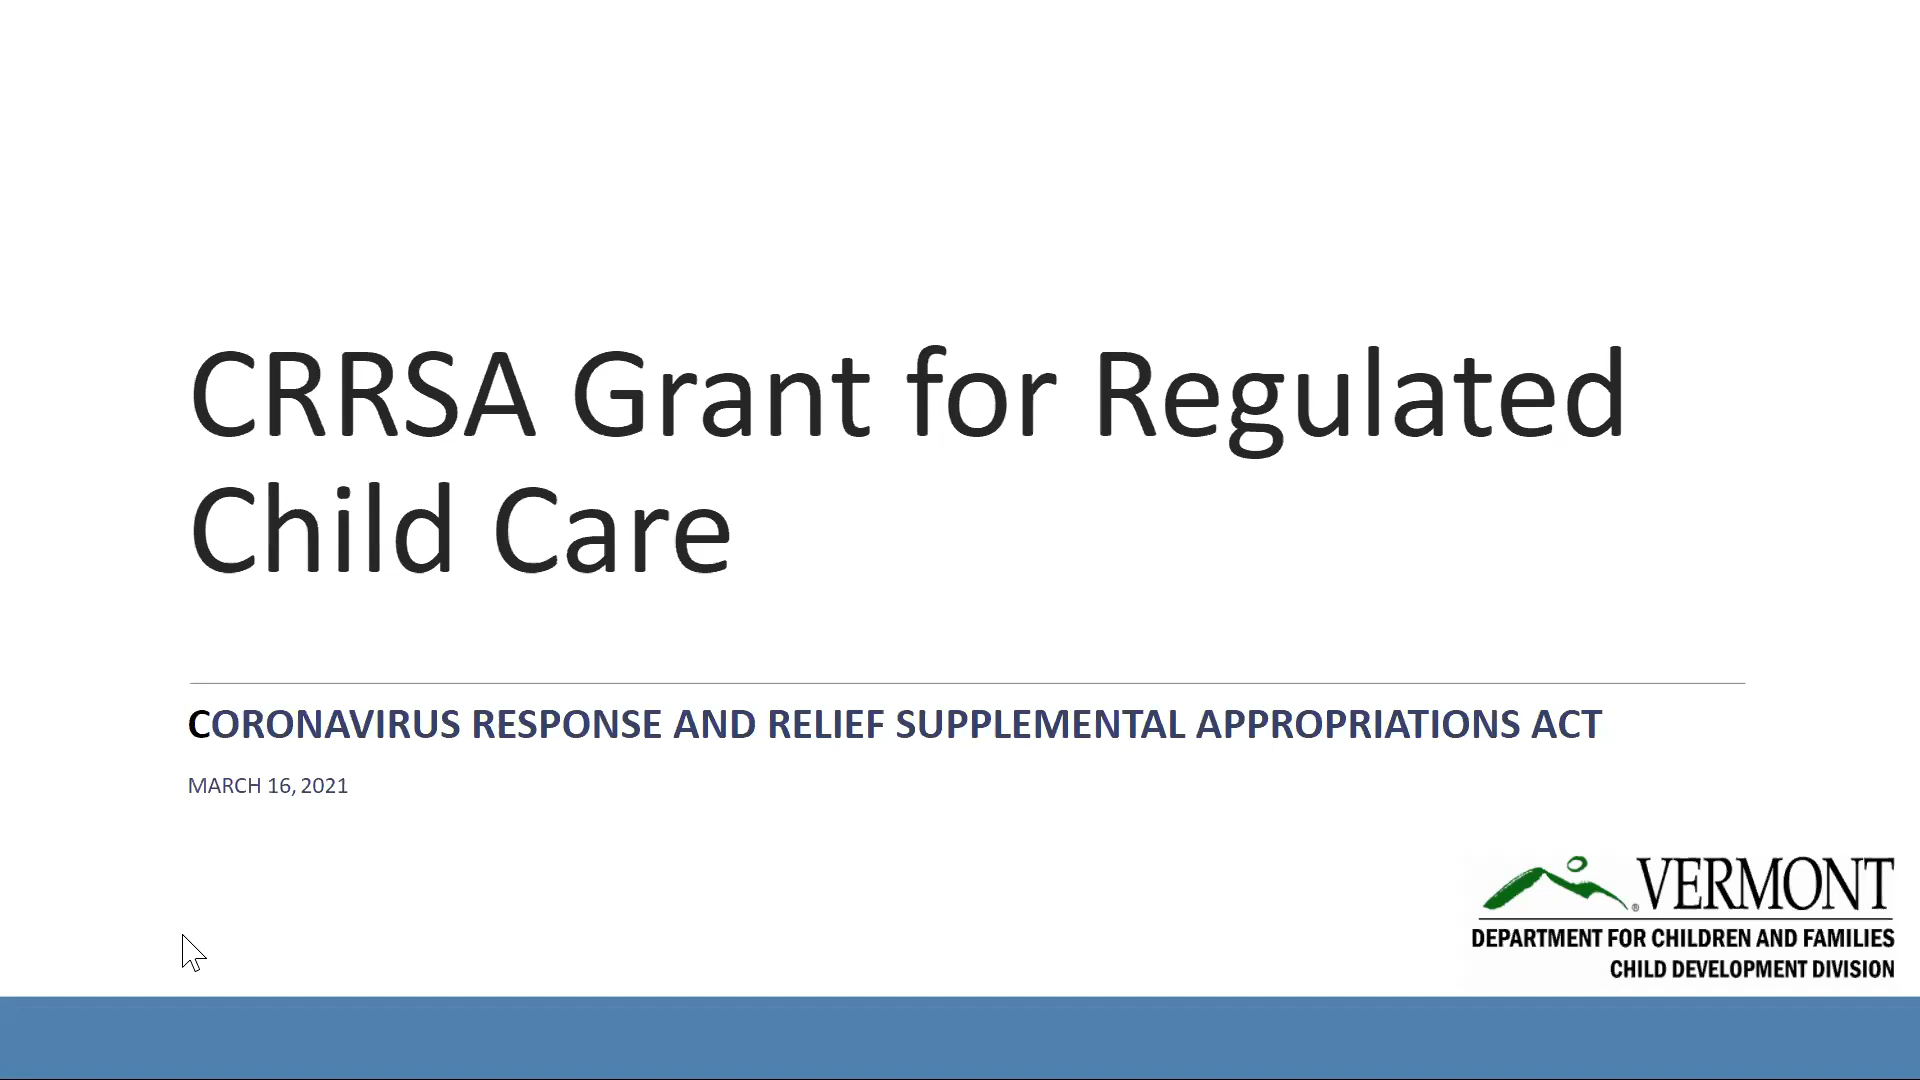 CRRSA Grant for Regulated
Child Care
CORONAVIRUS RESPONSE AND RELIEF SUPPLEMENTAL APPROPRIATIONS ACT
MARCH 16, 2021
® VERMONT
DEPARTMENT FOR CHILDREN AND FAMILIES
CHILD DEVELOPMENT DIVISION